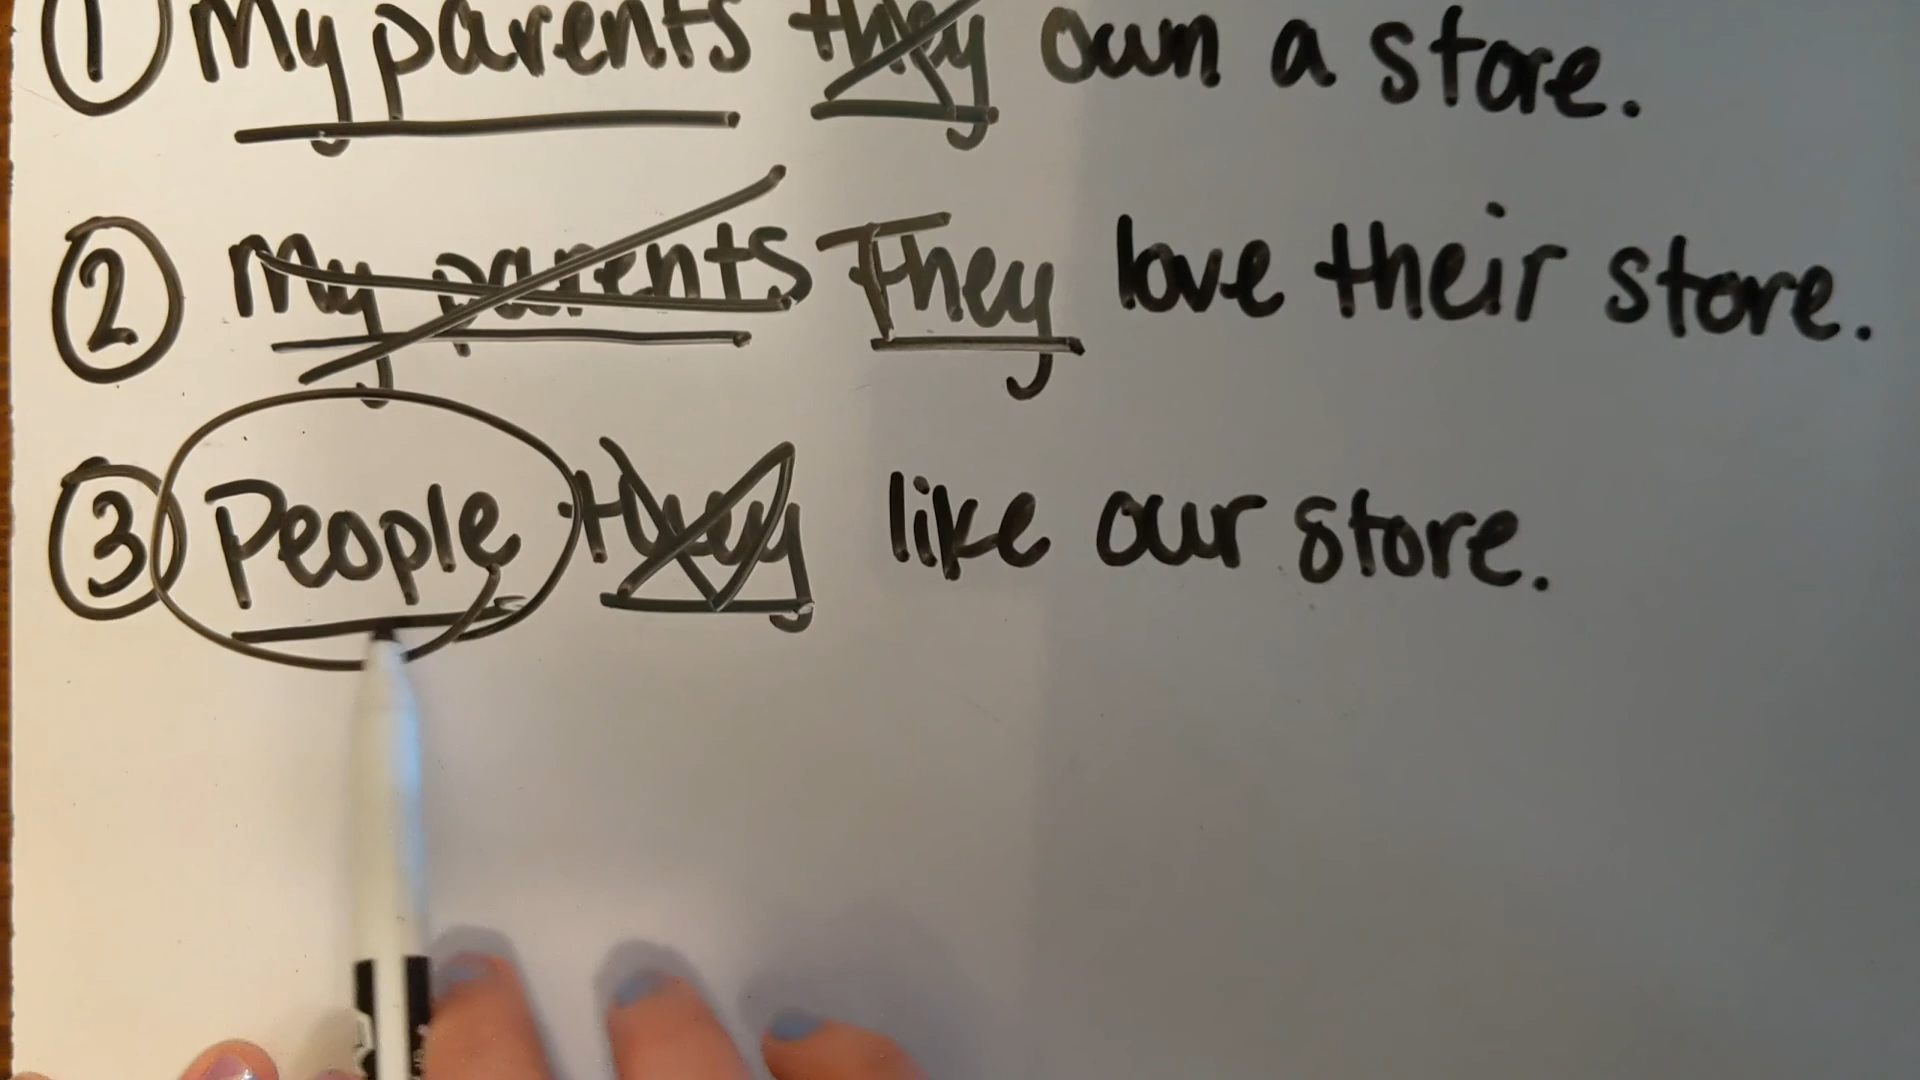 ① My parents they own a store.
② My parents They love their store.
③ People they like our store.